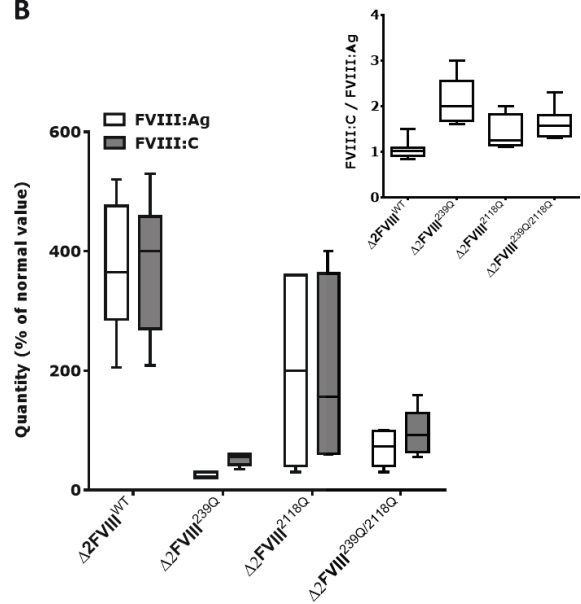 B
4
3
2
1
0
FVIII:C / FVIII:Ag
Δ2FVIII^WT
Δ2FVIII^239Q
Δ2FVIII^2118Q
Δ2FVIII^239Q/2118Q
FVIII:Ag
FVIII:C
600
400
200
0
Quantity (% of normal value)
Δ2FVIII^WT
Δ2FVIII^239Q
Δ2FVIII^2118Q
Δ2FVIII^239Q/2118Q